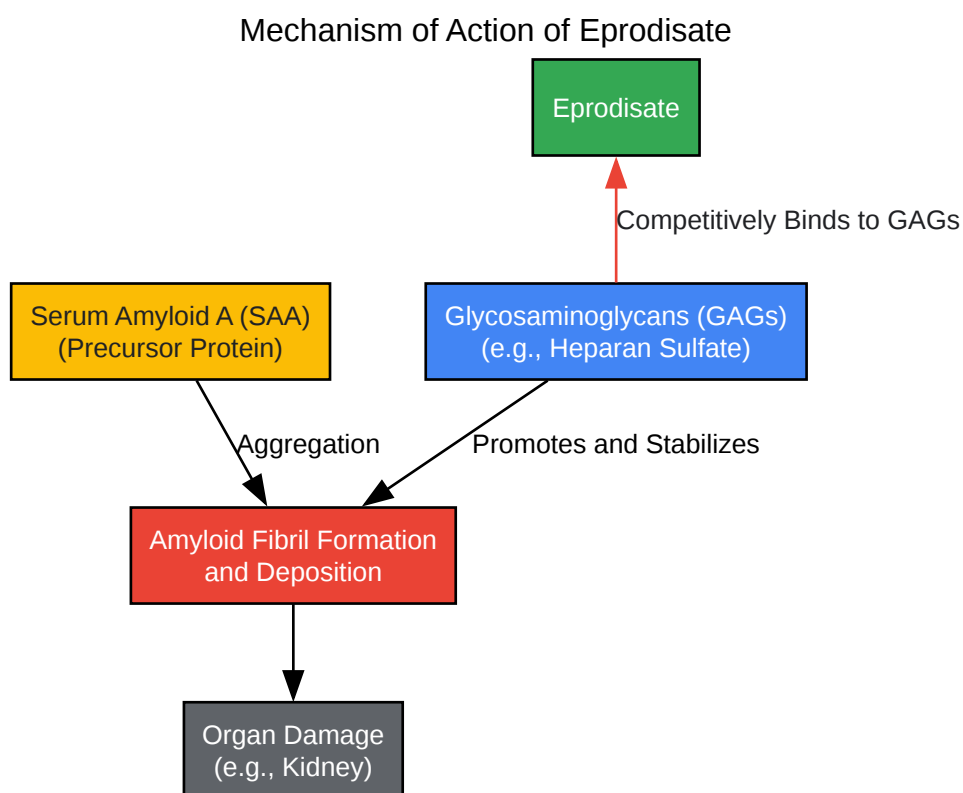 Mechanism of Action of Eprodisate
Eprodisate
Competitively Binds to GAGs
Serum Amyloid A (SAA)
(Precursor Protein)
Glycosaminoglycans (GAGs)
(e.g., Heparan Sulfate)
Aggregation
Promotes and Stabilizes
Amyloid Fibril Formation
and Deposition
Organ Damage
(e.g., Kidney)